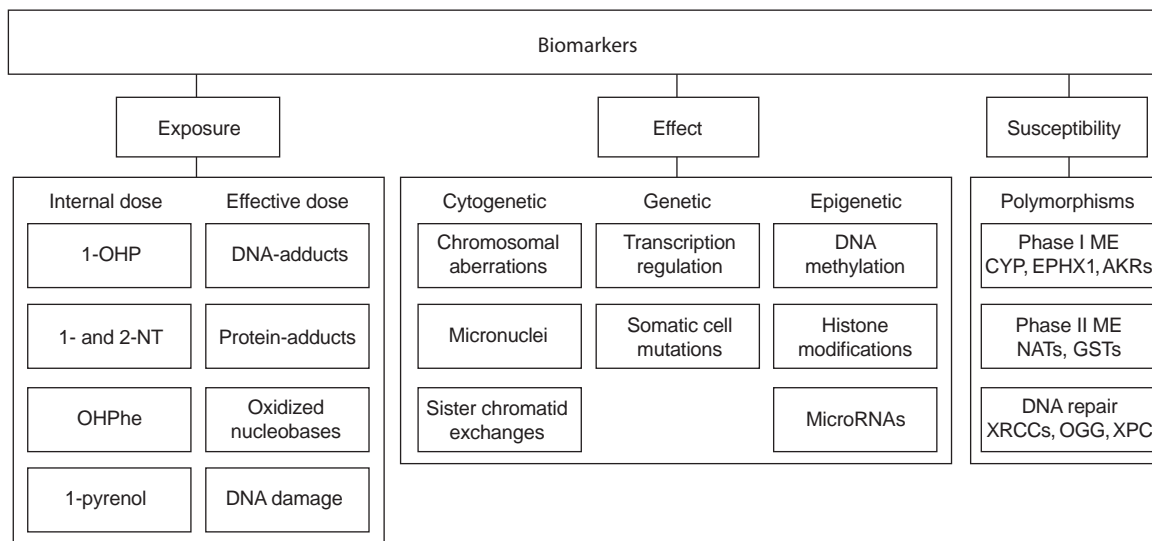 Biomarkers
Exposure
Effect
Susceptibility
Internal dose
Effective dose
1-OHP
DNA-adducts
1- and 2-NT
Protein-adducts
OHPhe
Oxidized
nucleobases
1-pyrenol
DNA damage
Cytogenetic
Genetic
Epigenetic
Chromosomal
aberrations
Transcription
regulation
DNA
methylation
Micronuclei
Somatic cell
mutations
Histone
modifications
Sister chromatid
exchanges
MicroRNAs
Polymorphisms
Phase I ME
CYP, EPHX1, AKRs
Phase II ME
NATs, GSTs
DNA repair
XRCCs, OGG, XPC